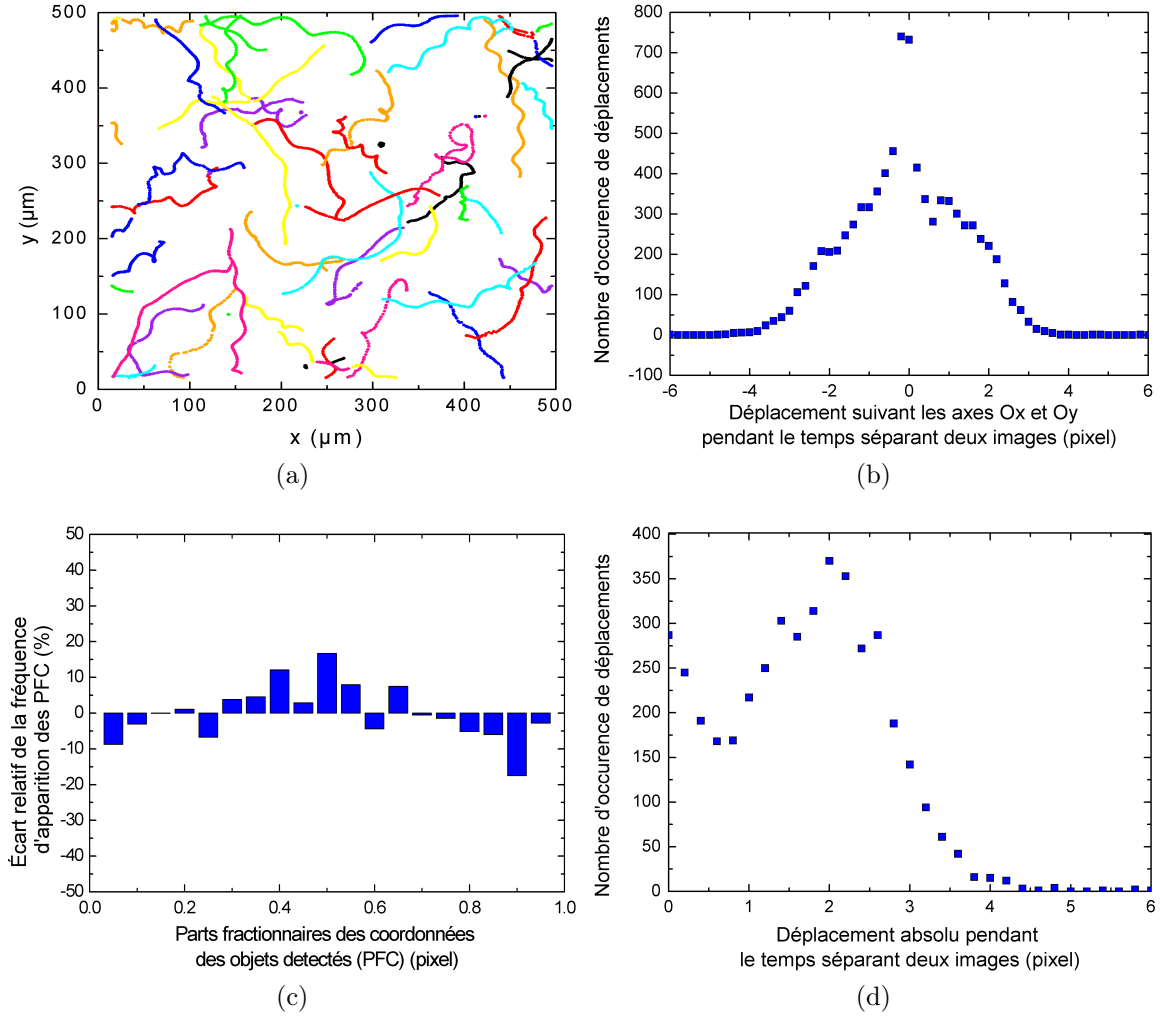 500
400
300
200
100
0
y (µm)
0 100 200 300 400 500
x (µm)
(a)
800
700
600
500
400
300
200
100
0
-100
Nombre d'occurence de déplacements
-6 -4 -2 0 2 4 6
Déplacement suivant les axes Ox et Oy
pendant le temps séparant deux images (pixel)
(b)
50
40
30
20
10
0
-10
-20
-30
-40
-50
Écart relatif de la fréquence
d'apparition des PFC (%)
0.0 0.2 0.4 0.6 0.8 1.0
Parts fractionnaires des coordonnées
des objets detectés (PFC) (pixel)
(c)
400
350
300
250
200
150
100
50
0
Nombre d'occurence de déplacements
0 1 2 3 4 5 6
Déplacement absolu pendant
le temps séparant deux images (pixel)
(d)